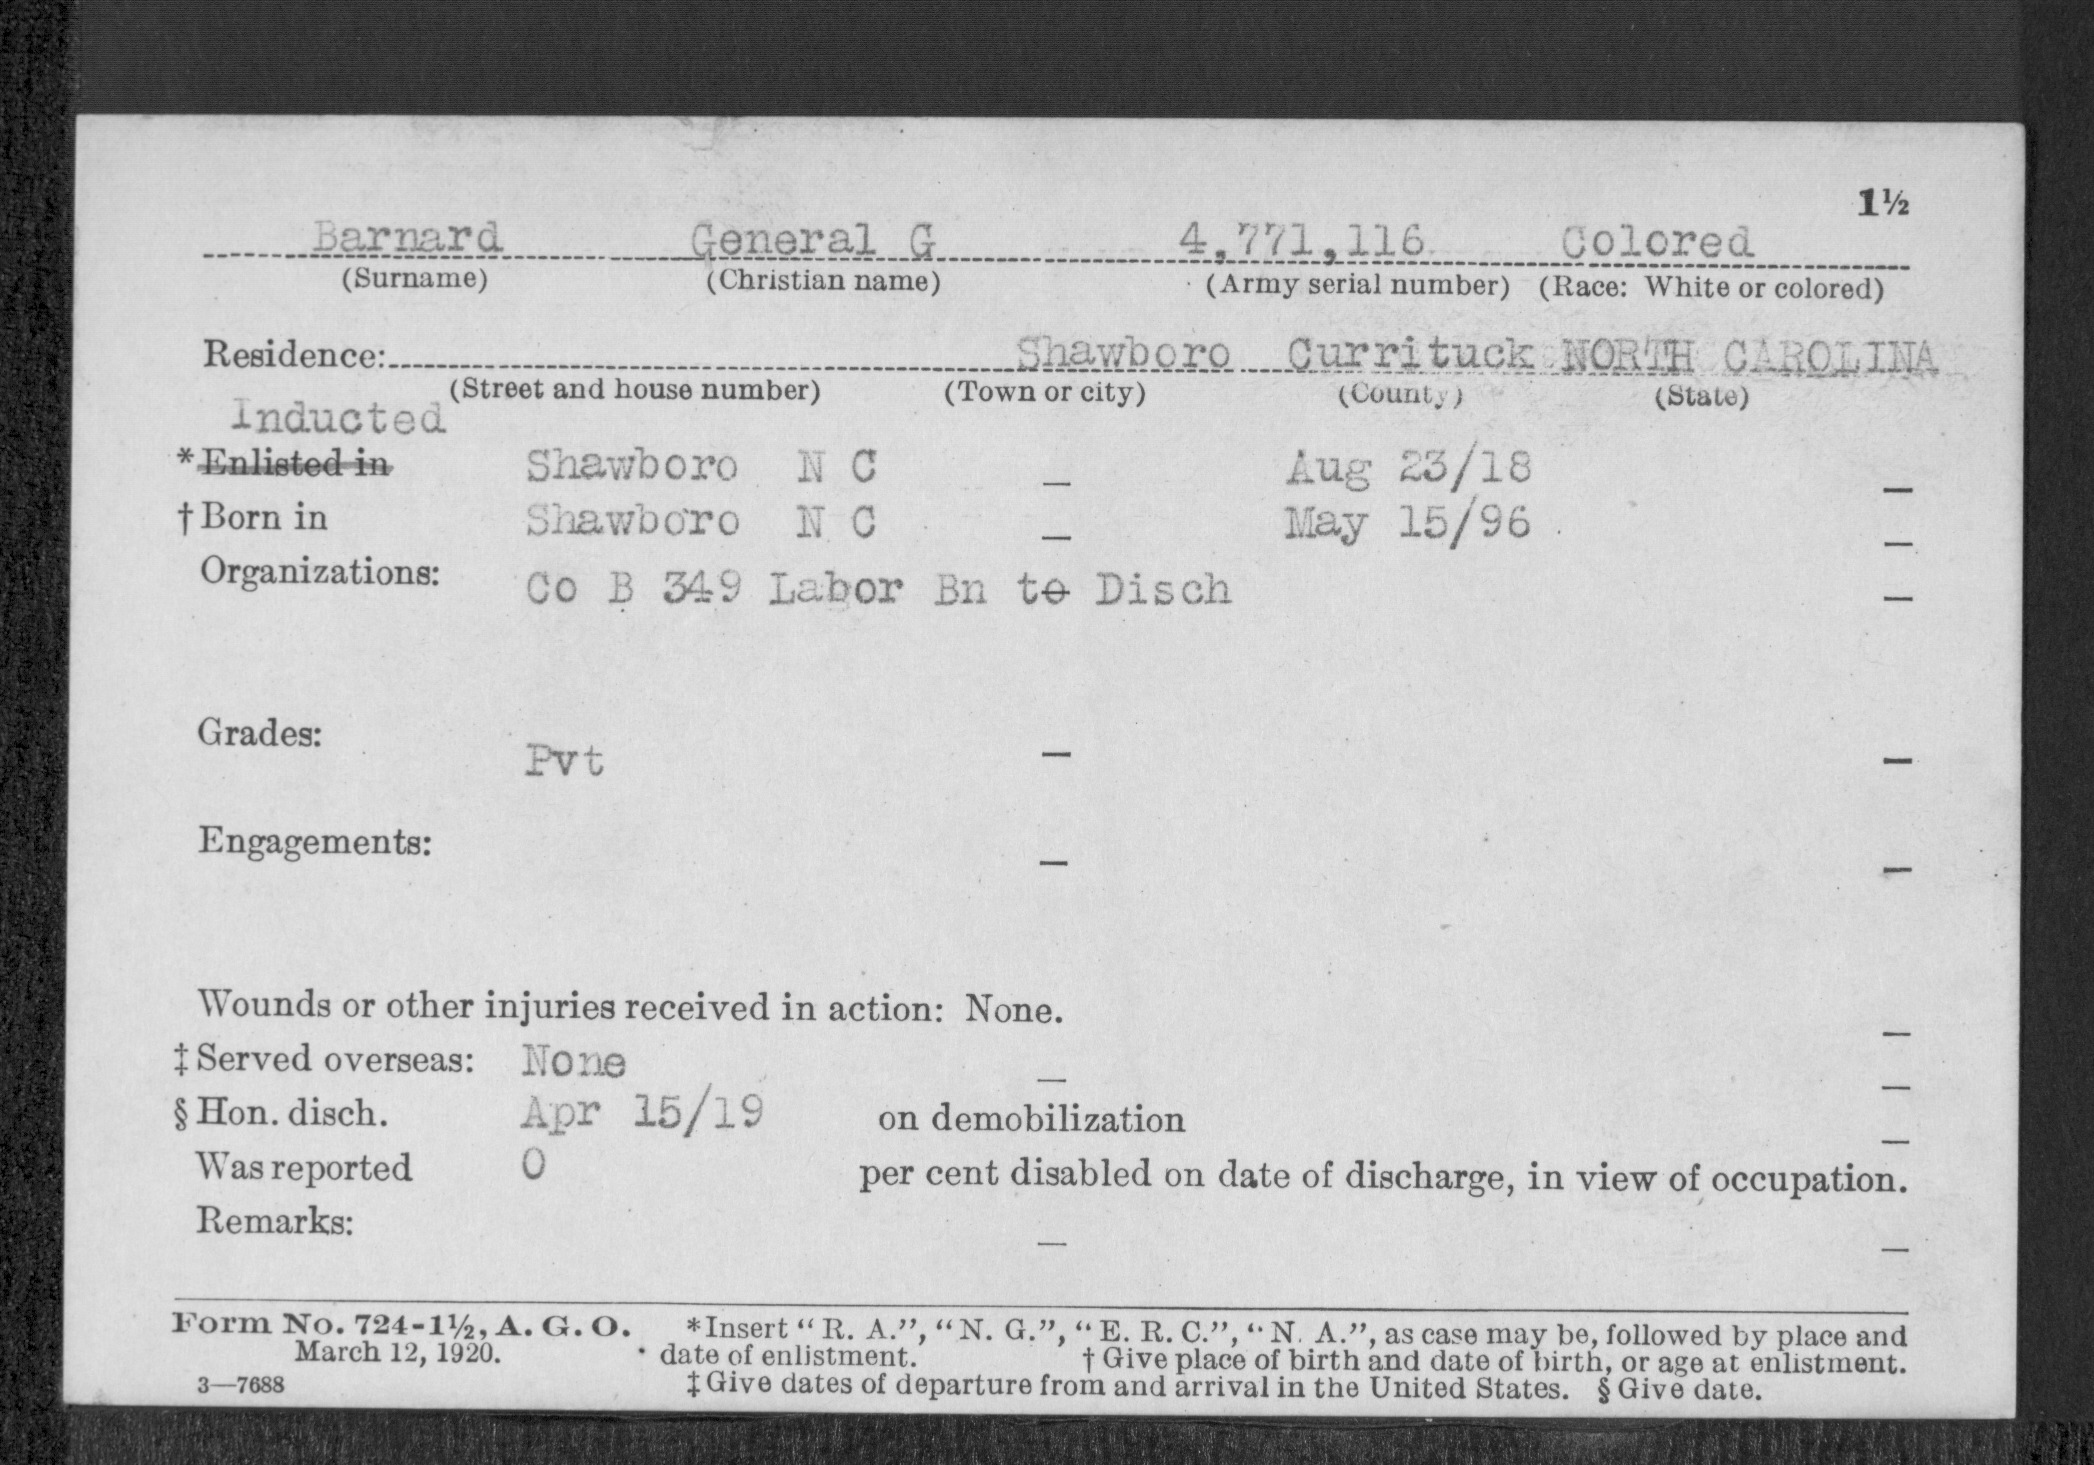 1½
Barnard General G 4,771,116 Colored
(Surname) (Christian name) (Army serial number) (Race: White or colored)
Residence: Shawboro Currituck NORTH CAROLINA
(Street and house number) (Town or city) (County) (State)
Inducted
*Enlisted in Shawboro N C _ Aug 23/18 _
†Born in Shawboro N C _ May 15/96 _
Organizations: Co B 349 Labor Bn to Disch _
Grades: Pvt _ _
Engagements: _ _
Wounds or other injuries received in action: None. _
‡Served overseas: None _ _
§Hon. disch. Apr 15/19 on demobilization _
Was reported 0 per cent disabled on date of discharge, in view of occupation.
Remarks: _ _
Form No. 724-1½, A. G. O. *Insert “R. A.”, “N. G.”, “E. R. C.”, “N. A.”, as case may be, followed by place and
March 12, 1920. date of enlistment. †Give place of birth and date of birth, or age at enlistment.
3—7688 ‡Give dates of departure from and arrival in the United States. §Give date.